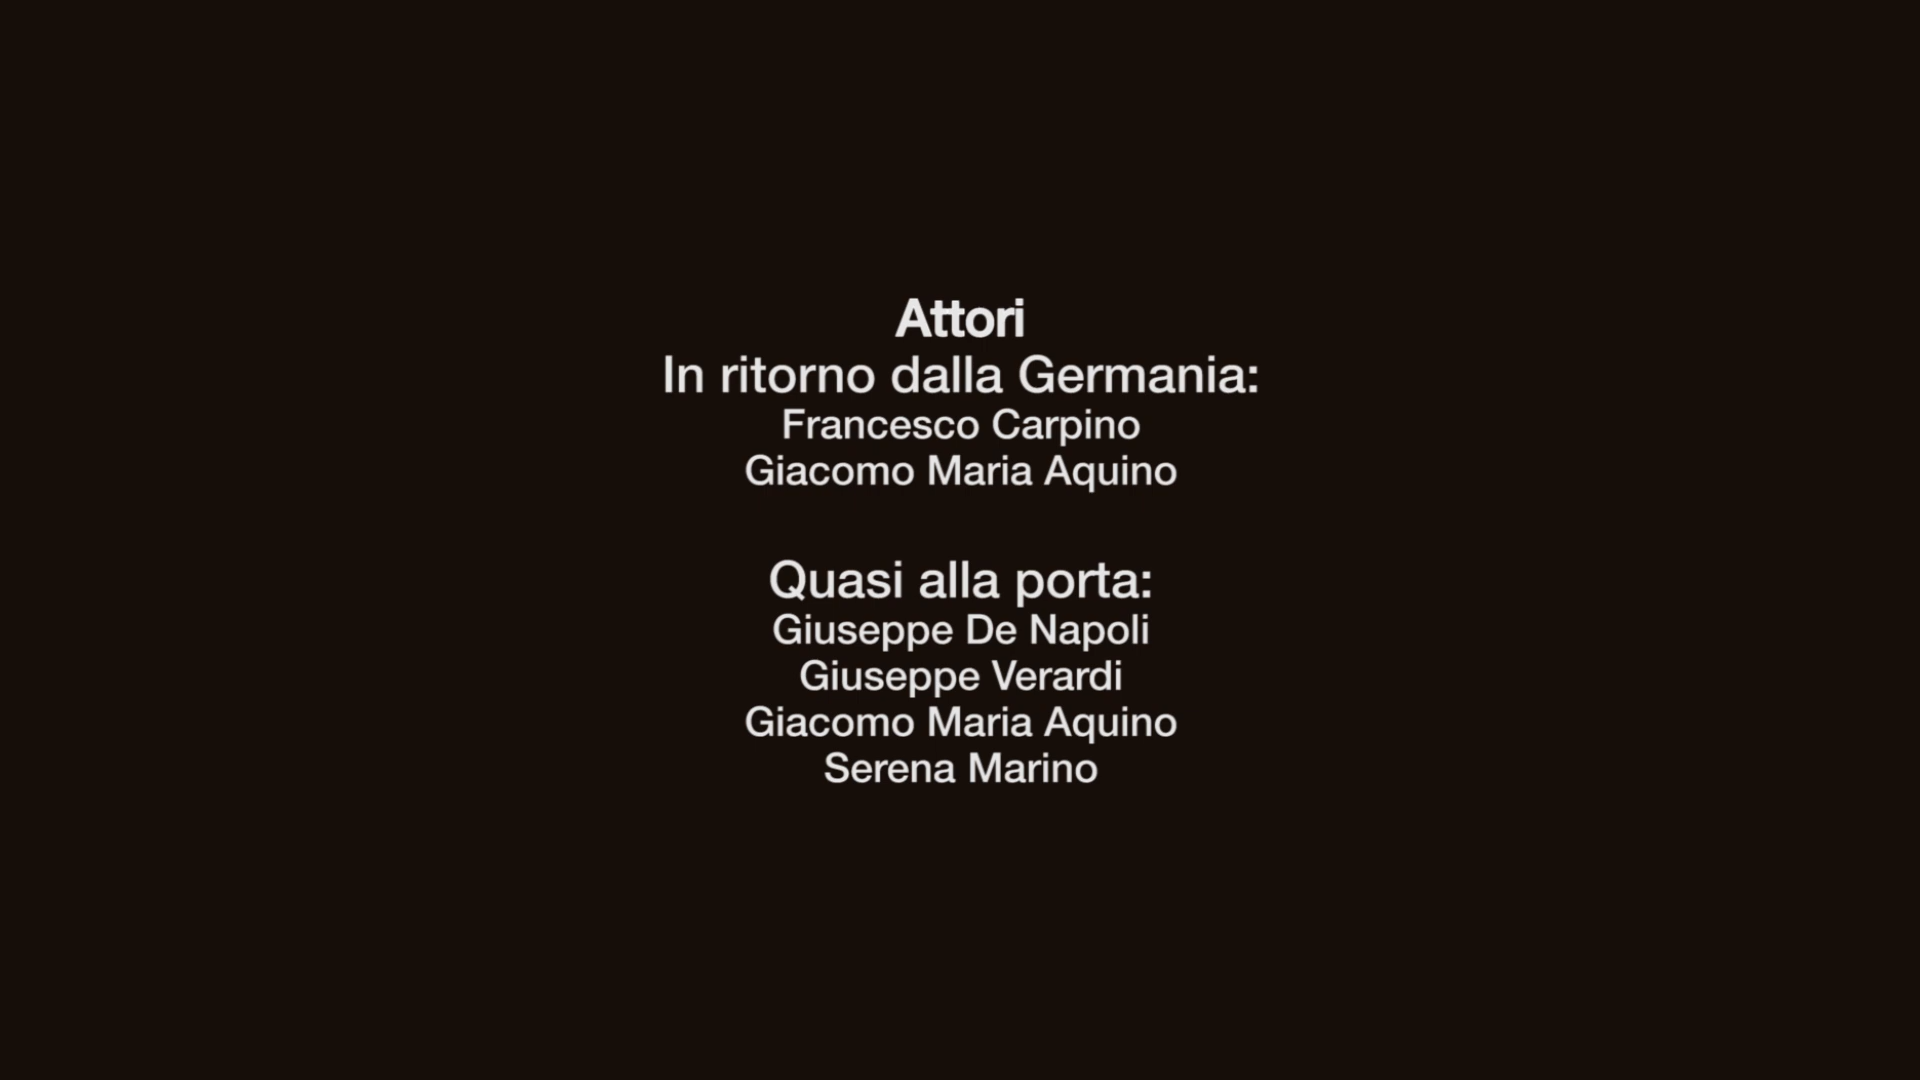 Attori
In ritorno dalla Germania:
Francesco Carpino
Giacomo Maria Aquino
Quasi alla porta:
Giuseppe De Napoli
Giuseppe Verardi
Giacomo Maria Aquino
Serena Marino